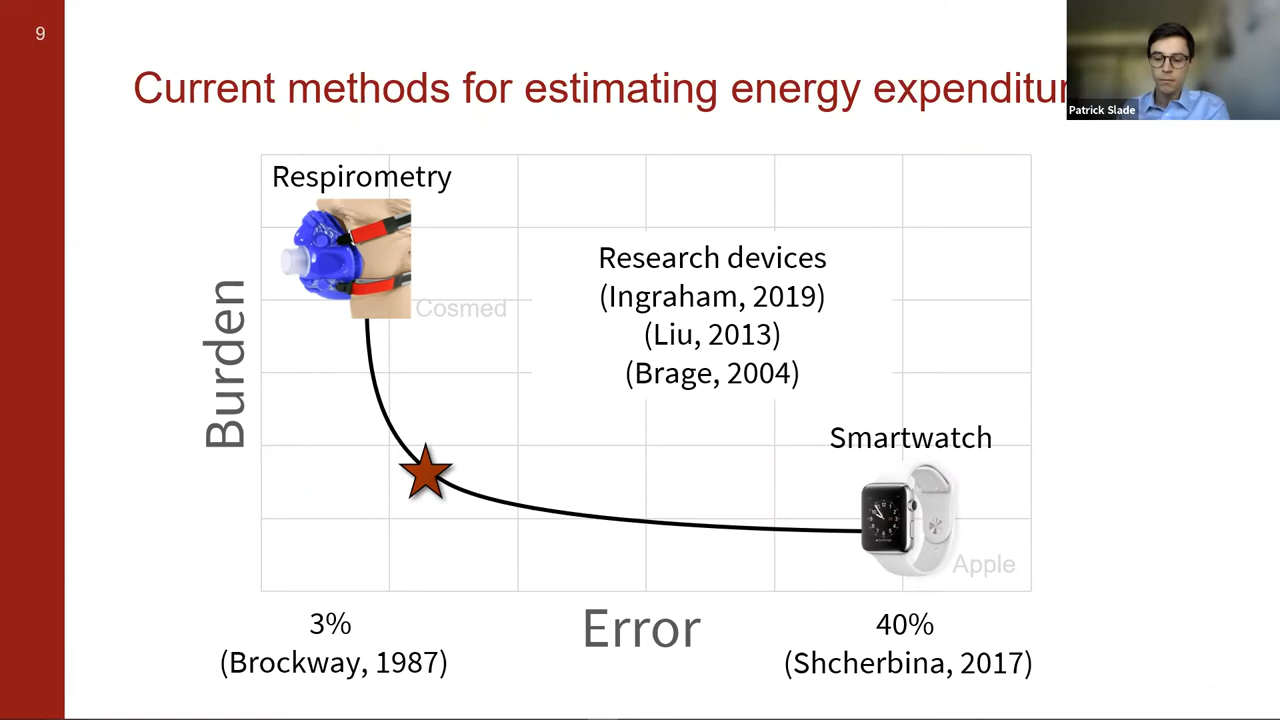 9
Current methods for estimating energy
Patrick Slade
Respirometry
Cosmed
Research devices
(Ingraham, 2019)
(Liu, 2013)
(Brage, 2004)
Burden
Smartwatch
Apple
3%
(Brockway, 1987)
Error
40%
(Shcherbina, 2017)